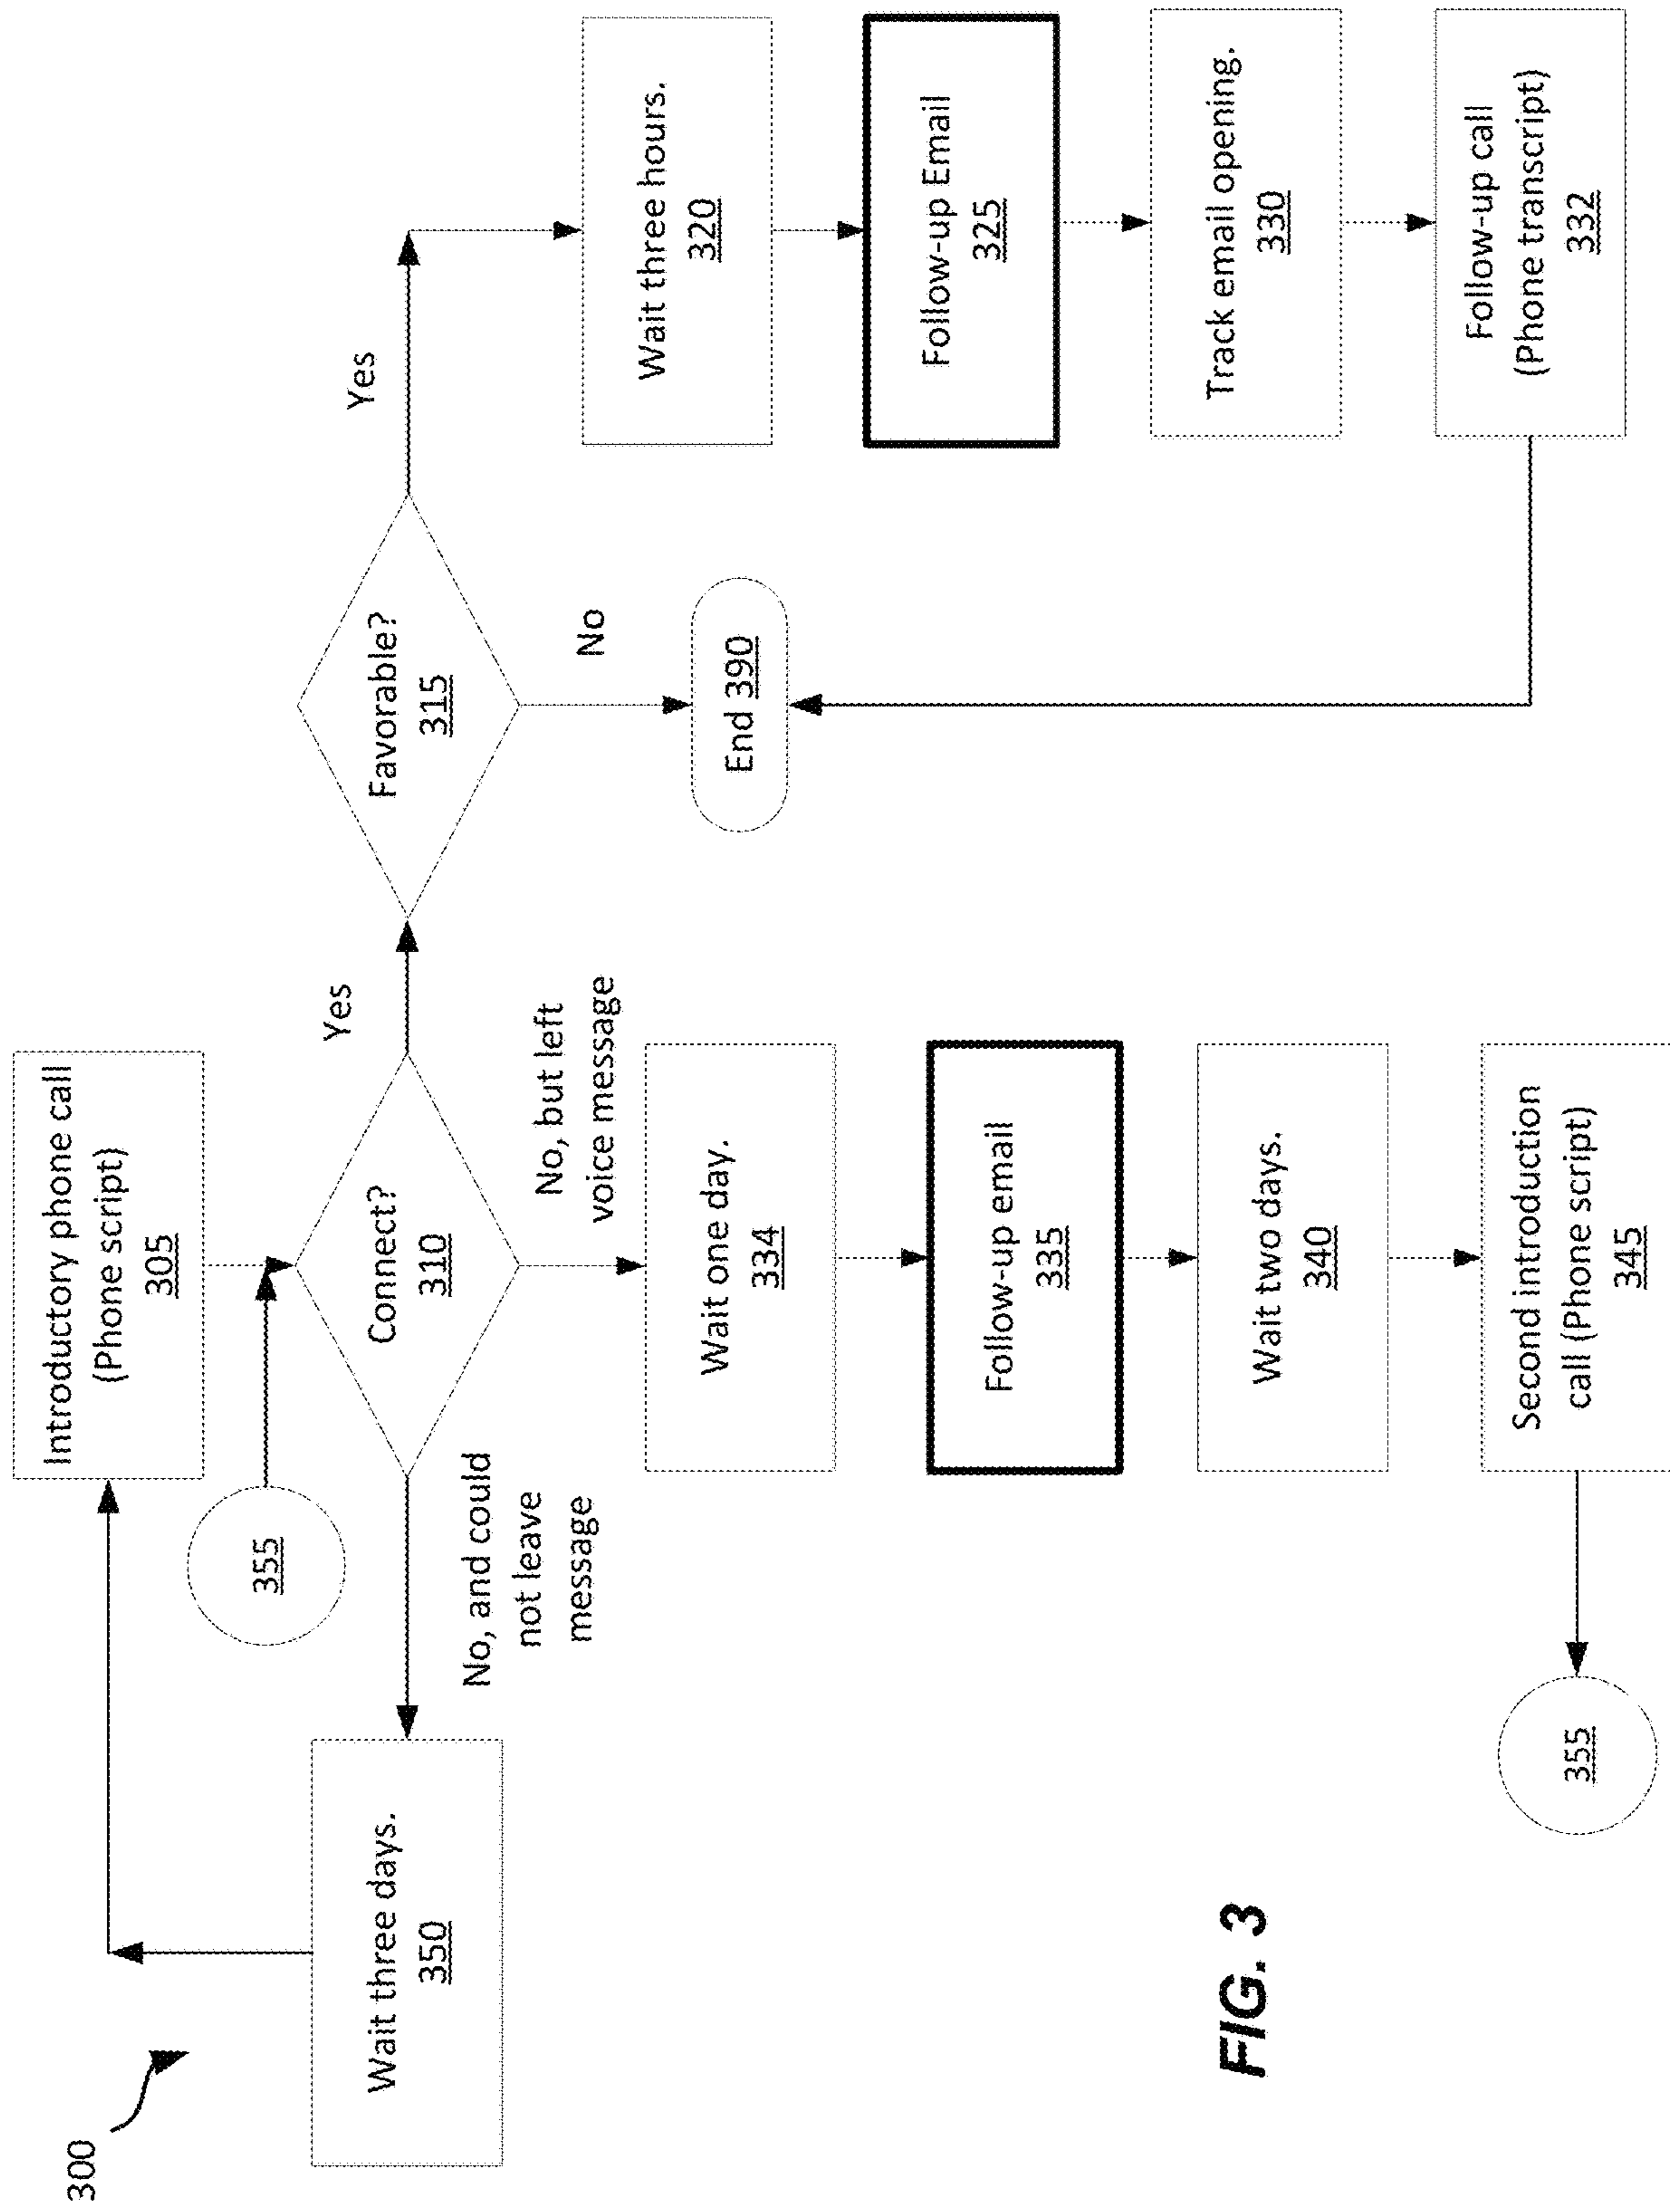 300
Introductory phone call
(Phone script)
305
355
Wait three days.
350
No, and could
not leave
message
Connect?
310
Yes
Favorable?
315
Yes
No, but left
voice message
No
End 390
Wait three hours.
320
Follow-up Email
325
Track email opening.
330
Follow-up call
(Phone transcript)
332
Wait one day.
334
Follow-up email
335
Wait two days.
340
Second introduction
call (Phone script)
345
355
FIG. 3